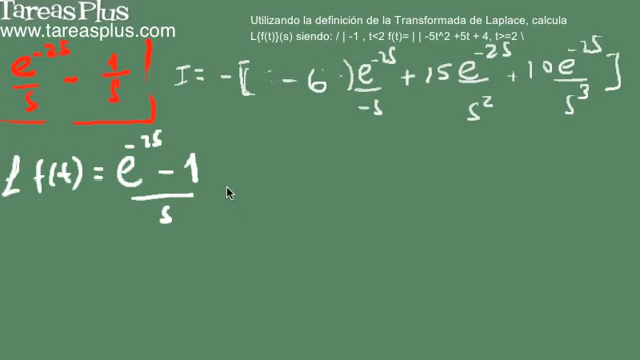 TareasPlus
www.tareasplus.com
Utilizando la definición de la Transformada de Laplace, calcula
L{f(t)}(s) siendo: / | -1 , t<2 f(t)= | | -5t^2 +5t + 4, t>=2 \
e^-2s/s - 1/s ]
I = -[ -6 ) e^-2s/-s + 15 e^-2s/s^2 + 10 e^-2s/s^3 ]
L f(t) = e^-2s - 1 / s